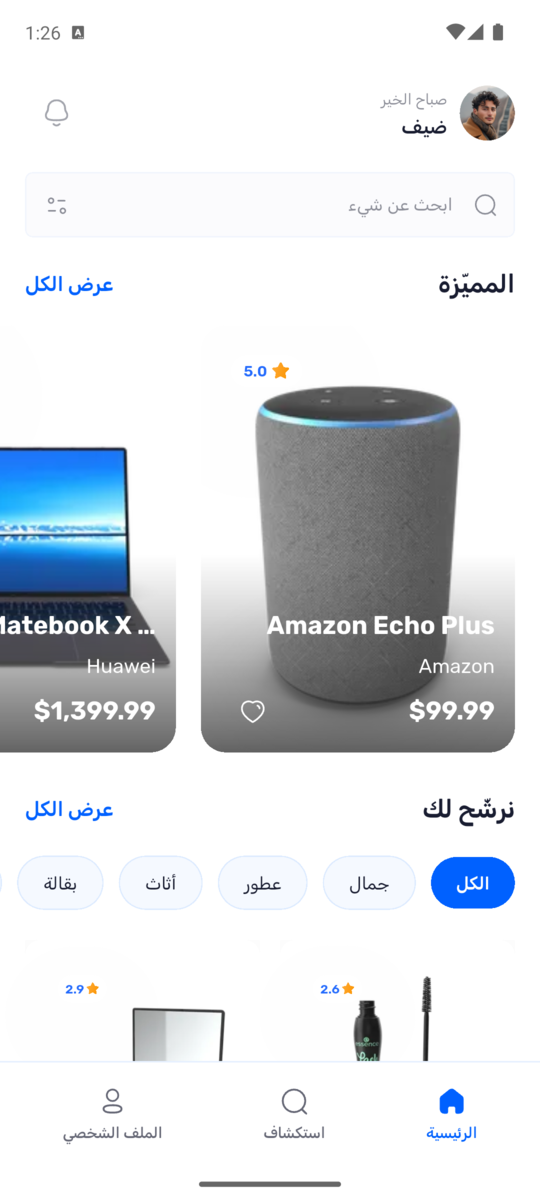 1:26
صباح الخير
ضيف
ابحث عن شيء
المميّزة
عرض الكل
5.0
Amazon Echo Plus
Amazon
$99.99
Matebook X ...
Huawei
$1,399.99
نرشّح لك
عرض الكل
الكل
جمال
عطور
أثاث
بقالة
2.6
2.9
essence
الرئيسية
استكشاف
الملف الشخصي